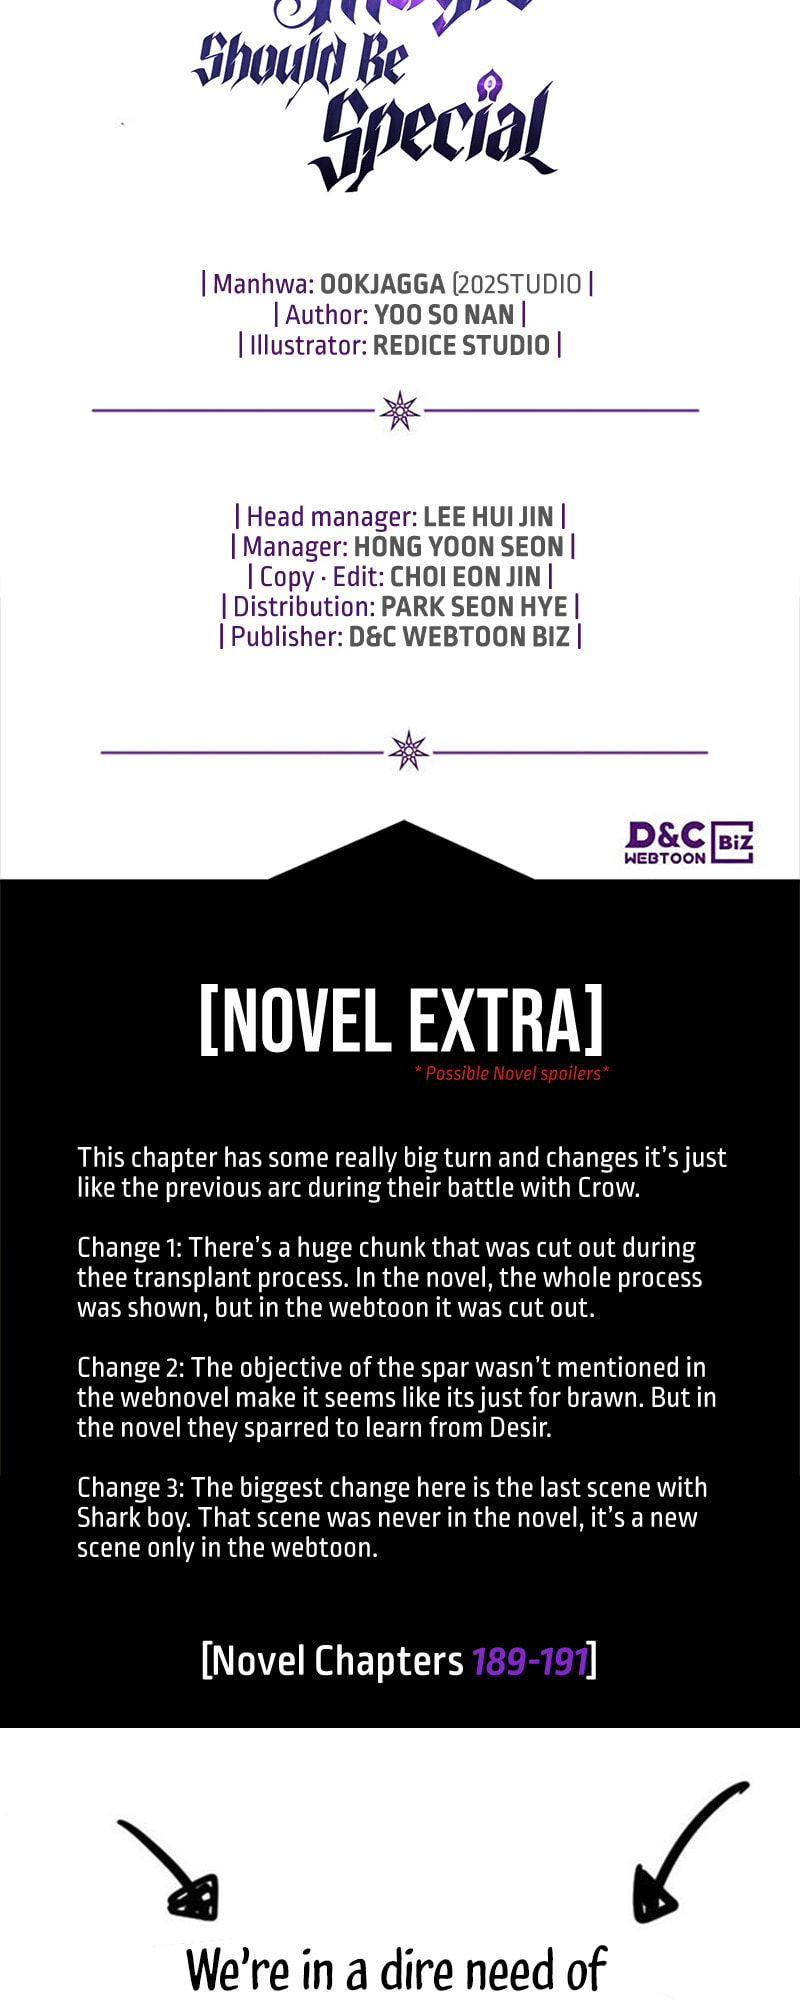 Magic
Should Be
Special
| Manhwa: OOKJAGGA (202STUDIO |
| Author: YOO SO NAN |
| Illustrator: REDICE STUDIO |
| Head manager: LEE HUI JIN |
| Manager: HONG YOON SEON |
| Copy · Edit: CHOI EON JIN |
| Distribution: PARK SEON HYE |
| Publisher: D&C WEBTOON BIZ |
D&C BiZ
WEBTOON
[NOVEL EXTRA]
* Possible Novel spoilers*
This chapter has some really big turn and changes it's just
like the previous arc during their battle with Crow.
Change 1: There's a huge chunk that was cut out during
thee transplant process. In the novel, the whole process
was shown, but in the webtoon it was cut out.
Change 2: The objective of the spar wasn't mentioned in
the webnovel make it seems like its just for brawn. But in
the novel they sparred to learn from Desir.
Change 3: The biggest change here is the last scene with
Shark boy. That scene was never in the novel, it's a new
scene only in the webtoon.
[Novel Chapters 189-191]
We're in a dire need of